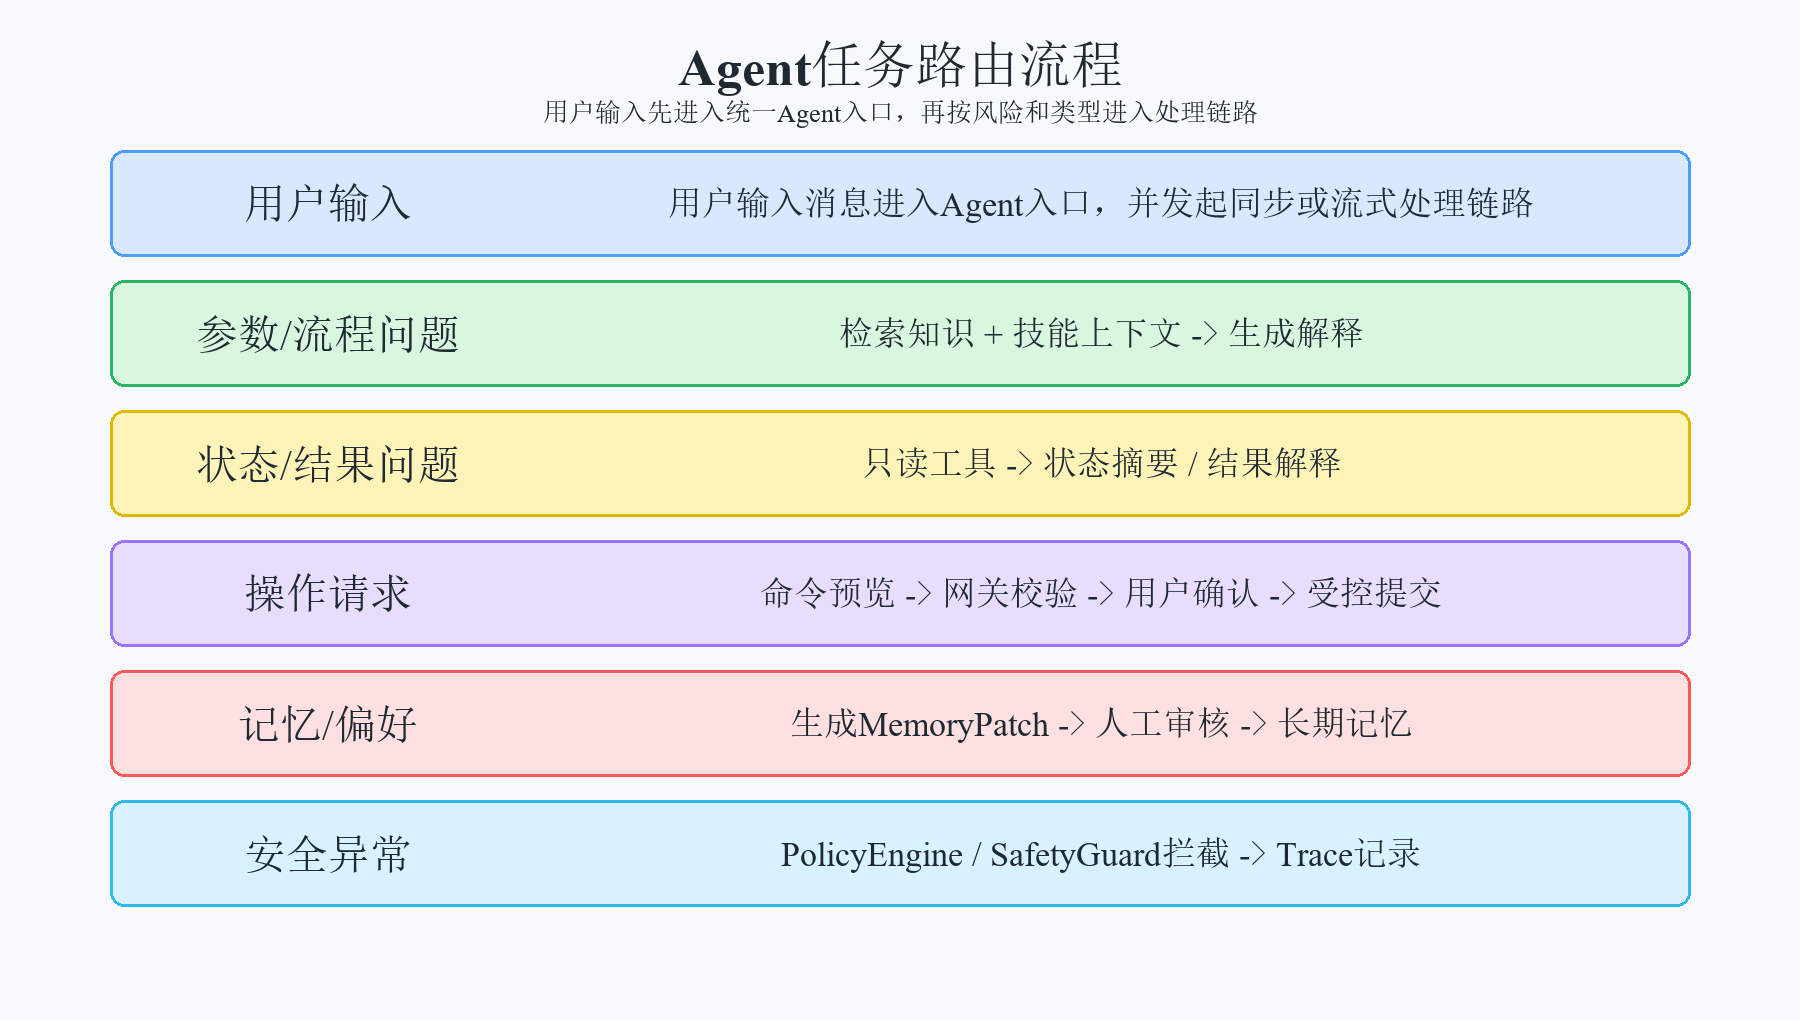 Agent任务路由流程
用户输入先进入统一Agent入口，再按风险和类型进入处理链路
用户输入
用户输入消息进入Agent入口，并发起同步或流式处理链路
参数/流程问题
检索知识 + 技能上下文 -> 生成解释
状态/结果问题
只读工具 -> 状态摘要 / 结果解释
操作请求
命令预览 -> 网关校验 -> 用户确认 -> 受控提交
记忆/偏好
生成MemoryPatch -> 人工审核 -> 长期记忆
安全异常
PolicyEngine / SafetyGuard拦截 -> Trace记录